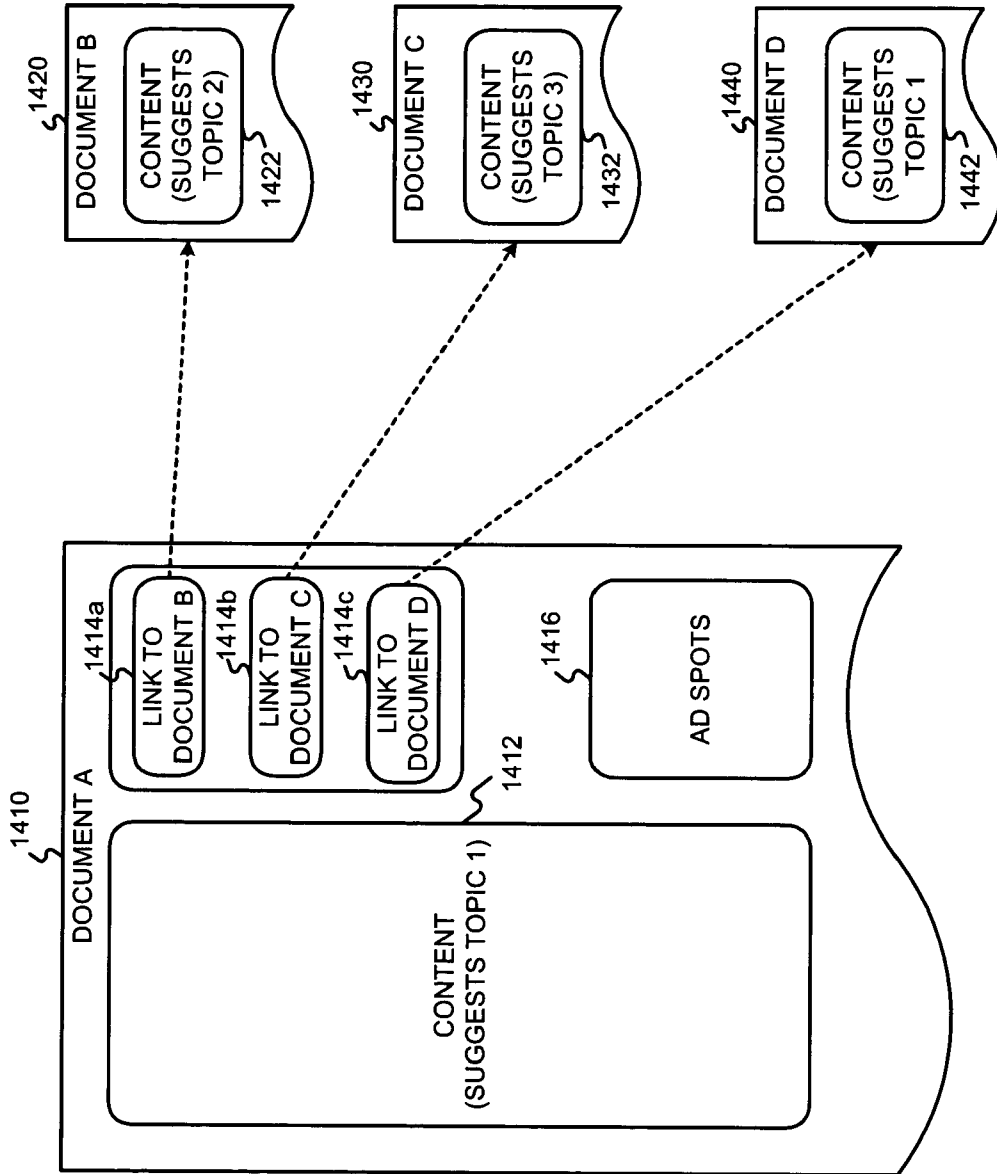 1410
DOCUMENT A
CONTENT
(SUGGESTS TOPIC 1)
1412
1414a
LINK TO
DOCUMENT B
1414b
LINK TO
DOCUMENT C
1414c
LINK TO
DOCUMENT D
1416
AD SPOTS
1420
DOCUMENT B
CONTENT
(SUGGESTS
TOPIC 2)
1422
1430
DOCUMENT C
CONTENT
(SUGGESTS
TOPIC 3)
1432
1440
DOCUMENT D
CONTENT
(SUGGESTS
TOPIC 1
1442